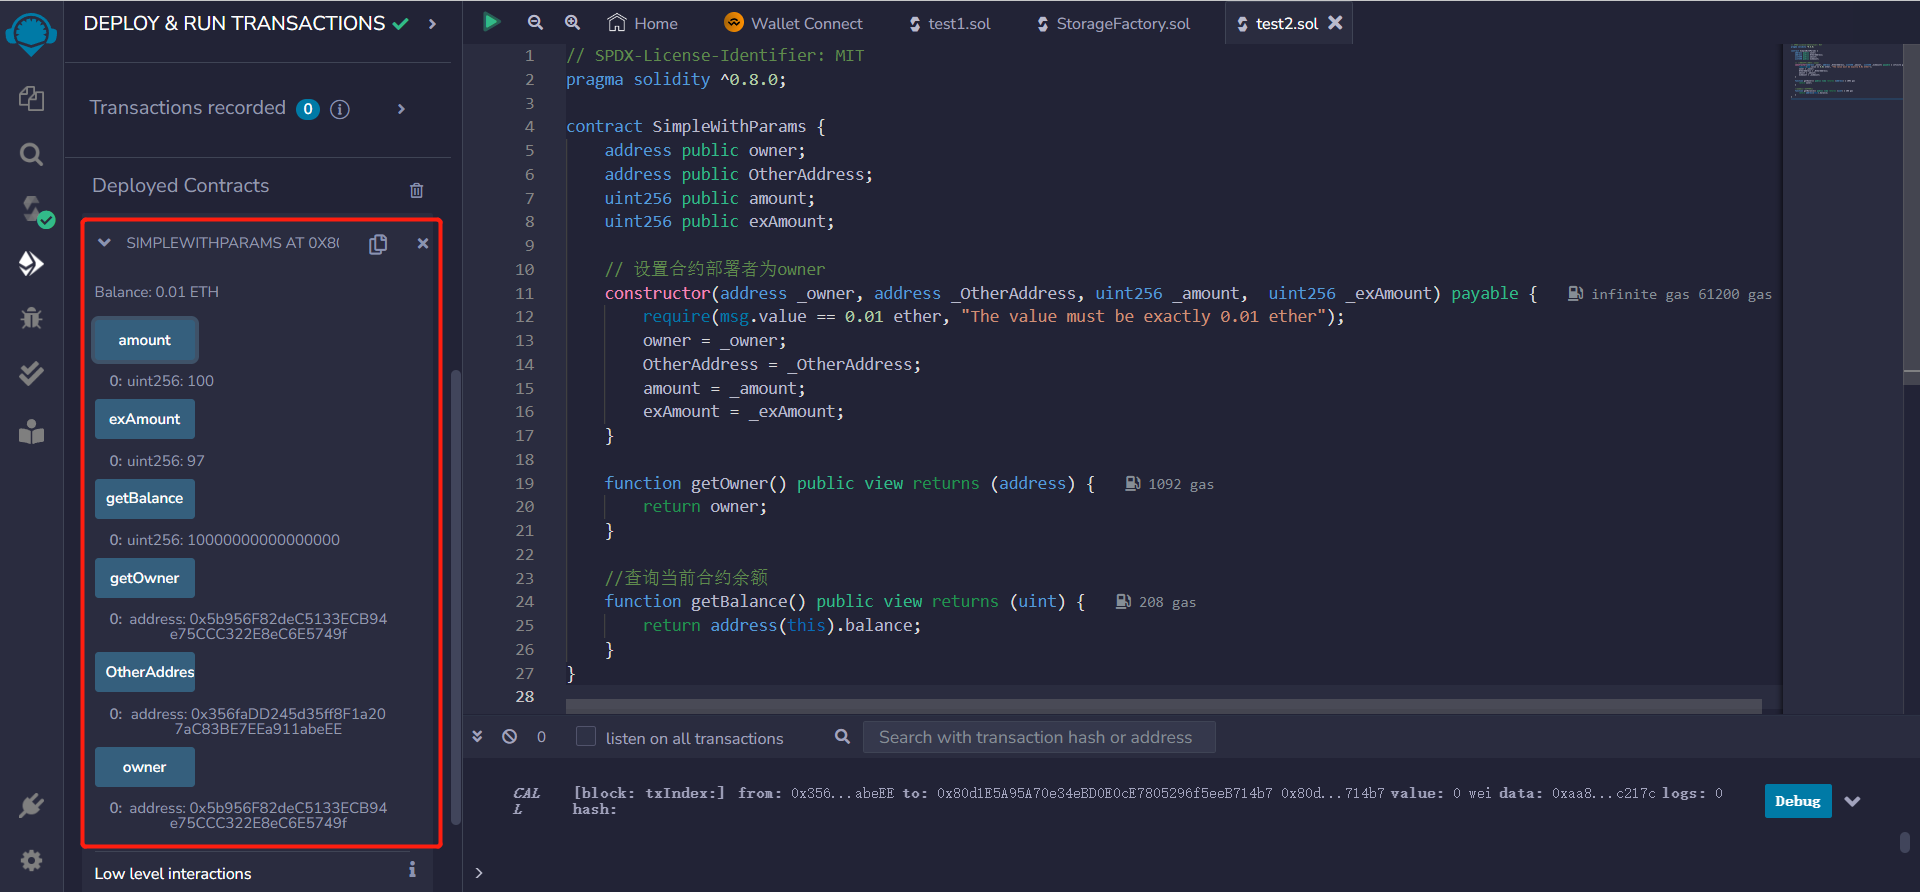 DEPLOY & RUN TRANSACTIONS
Transactions recorded 0
Deployed Contracts
SIMPLEWITHPARAMS AT 0X80
Balance: 0.01 ETH
amount
0: uint256: 100
exAmount
0: uint256: 97
getBalance
0: uint256: 10000000000000000
getOwner
0: address: 0x5b956F82deC5133ECB94
e75CCC322E8eC6E5749f
OtherAddres
0: address: 0x356faDD245d35ff8F1a20
7aC83BE7EEa911abeEE
owner
0: address: 0x5b956F82deC5133ECB94
e75CCC322E8eC6E5749f
Low level interactions
Home Wallet Connect test1.sol StorageFactory.sol test2.sol
1 // SPDX-License-Identifier: MIT
2 pragma solidity ^0.8.0;
3
4 contract SimpleWithParams {
5 address public owner;
6 address public OtherAddress;
7 uint256 public amount;
8 uint256 public exAmount;
9
10 // 设置合约部署者为owner
11 constructor(address _owner, address _OtherAddress, uint256 _amount, uint256 _exAmount) payable { infinite gas 61200 gas
12 require(msg.value == 0.01 ether, "The value must be exactly 0.01 ether");
13 owner = _owner;
14 OtherAddress = _OtherAddress;
15 amount = _amount;
16 exAmount = _exAmount;
17 }
18
19 function getOwner() public view returns (address) { 1092 gas
20 return owner;
21 }
22
23 //查询当前合约余额
24 function getBalance() public view returns (uint) { 208 gas
25 return address(this).balance;
26 }
27 }
28
0 listen on all transactions Search with transaction hash or address
CAL [block: txIndex:] from: 0x356...abeEE to: 0x80d1E5A95A70e34eBD0E0cE7805296f5eeB714b7 0x80d...714b7 value: 0 wei data: 0xaa8...c217c logs: 0 Debug
L hash:
>